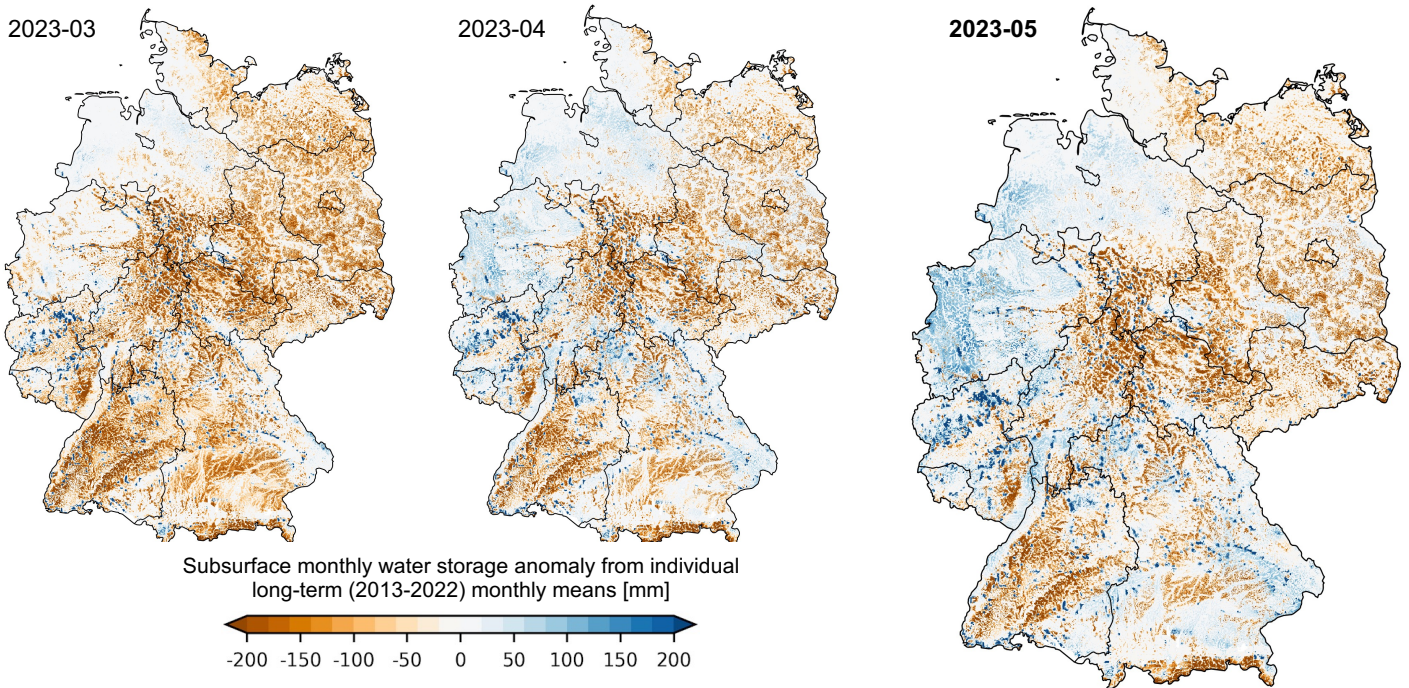 2023-03
2023-04
2023-05
Subsurface monthly water storage anomaly from individual
long-term (2013-2022) monthly means [mm]
-200 -150 -100 -50 0 50 100 150 200